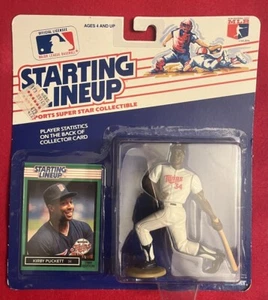 AGES 4 AND UP
STARTING
LINEUP
SPORTS SUPER STAR COLLECTIBLE
PLAYER STATISTICS
ON THE BACK OF
COLLECTOR CARD
STARTING
LINEUP
KIRBY PUCKETT
Twins
34